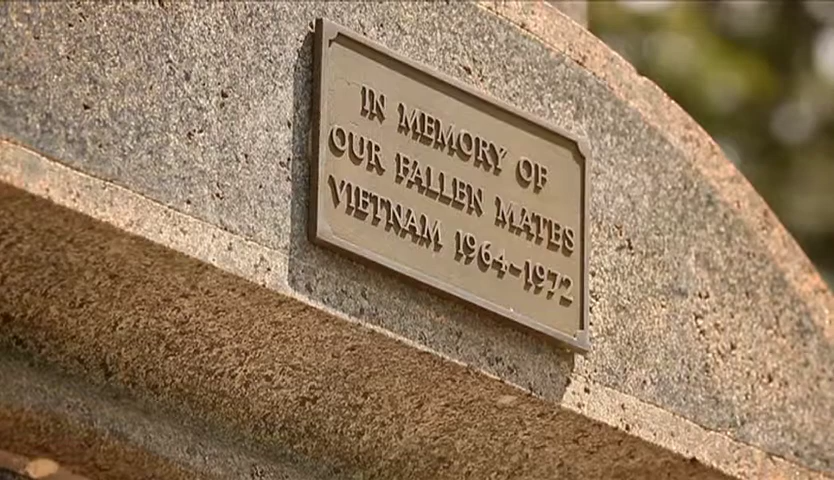 IN MEMORY OF
OUR FALLEN MATES
VIETNAM 1964-1972